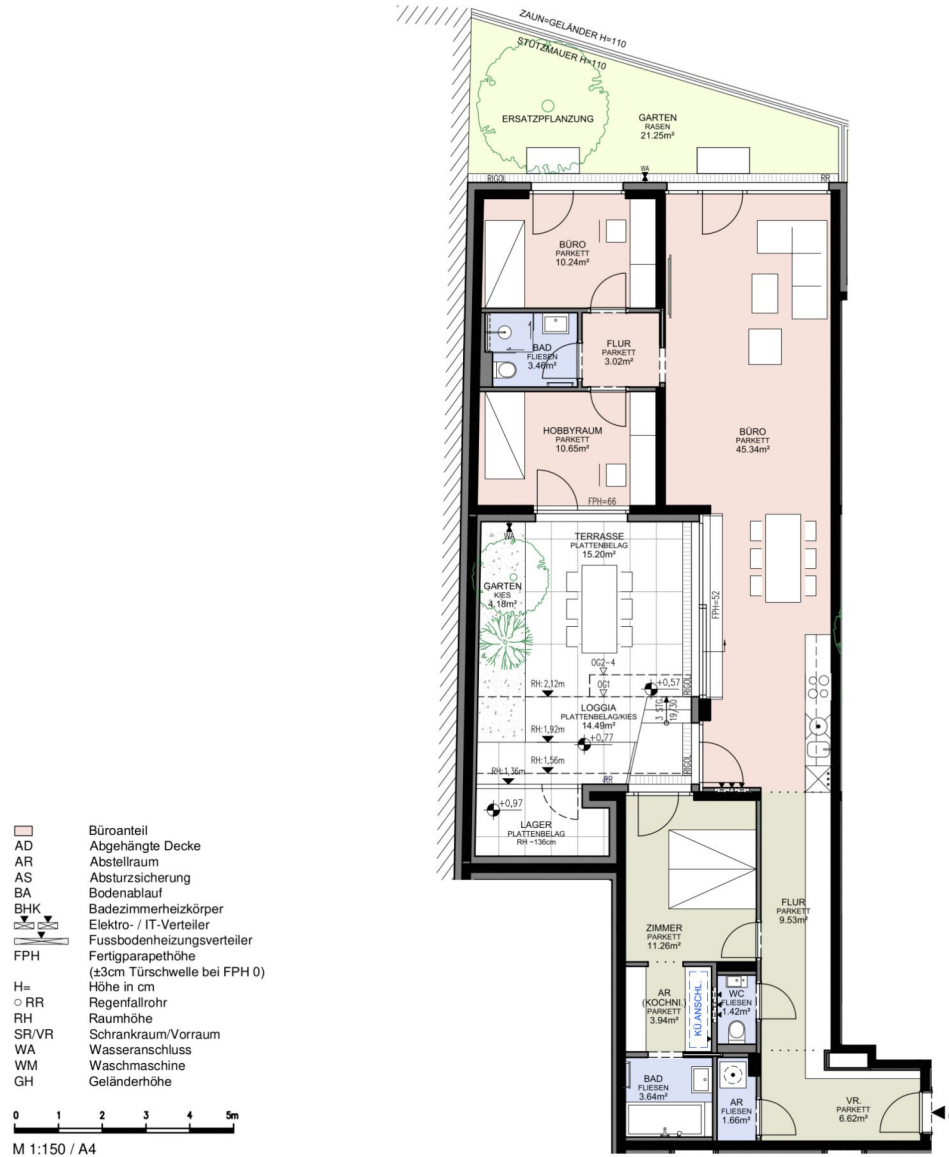 ZAUN=GELÄNDER H=110
STÜTZMAUER H=110
ERSATZPFLANZUNG
GARTEN
RASEN
21.25m²
WA
RIGOL
RR
BÜRO
PARKETT
10.24m²
BAD
FLIESEN
3.46m²
FLUR
PARKETT
3.02m²
HOBBYRAUM
PARKETT
10.65m²
FPH=66
BÜRO
PARKETT
45.34m²
WA
TERRASSE
PLATTENBELAG
15.20m²
GARTEN
KIES
4.18m²
FPH=52
OG2-4
OG1
RH:2,12m
+0,57
RIGOL
LOGGIA
PLATTENBELAG/KIES
14.49m²
3 STG.
19/30
RH:1,92m
+0,77
RH:1,56m
RIGOL
RH:1,36m
RR
+0,97
LAGER
PLATTENBELAG
RH ~136cm
ZIMMER
PARKETT
11.26m²
FLUR
PARKETT
9.53m²
AR
(KOCHNI.)
PARKETT
3.94m²
KÜ.ANSCHL.
WC
FLIESEN
1.42m²
BAD
FLIESEN
3.64m²
AR
FLIESEN
1.66m²
VR.
PARKETT
6.62m²
Büroanteil
AD Abgehängte Decke
AR Abstellraum
AS Absturzsicherung
BA Bodenablauf
BHK Badezimmerheizkörper
Elektro- / IT-Verteiler
Fussbodenheizungsverteiler
FPH Fertigparapethöhe
(±3cm Türschwelle bei FPH 0)
H= Höhe in cm
RR Regenfallrohr
RH Raumhöhe
SR/VR Schrankraum/Vorraum
WA Wasseranschluss
WM Waschmaschine
GH Geländerhöhe
0 1 2 3 4 5m
M 1:150 / A4